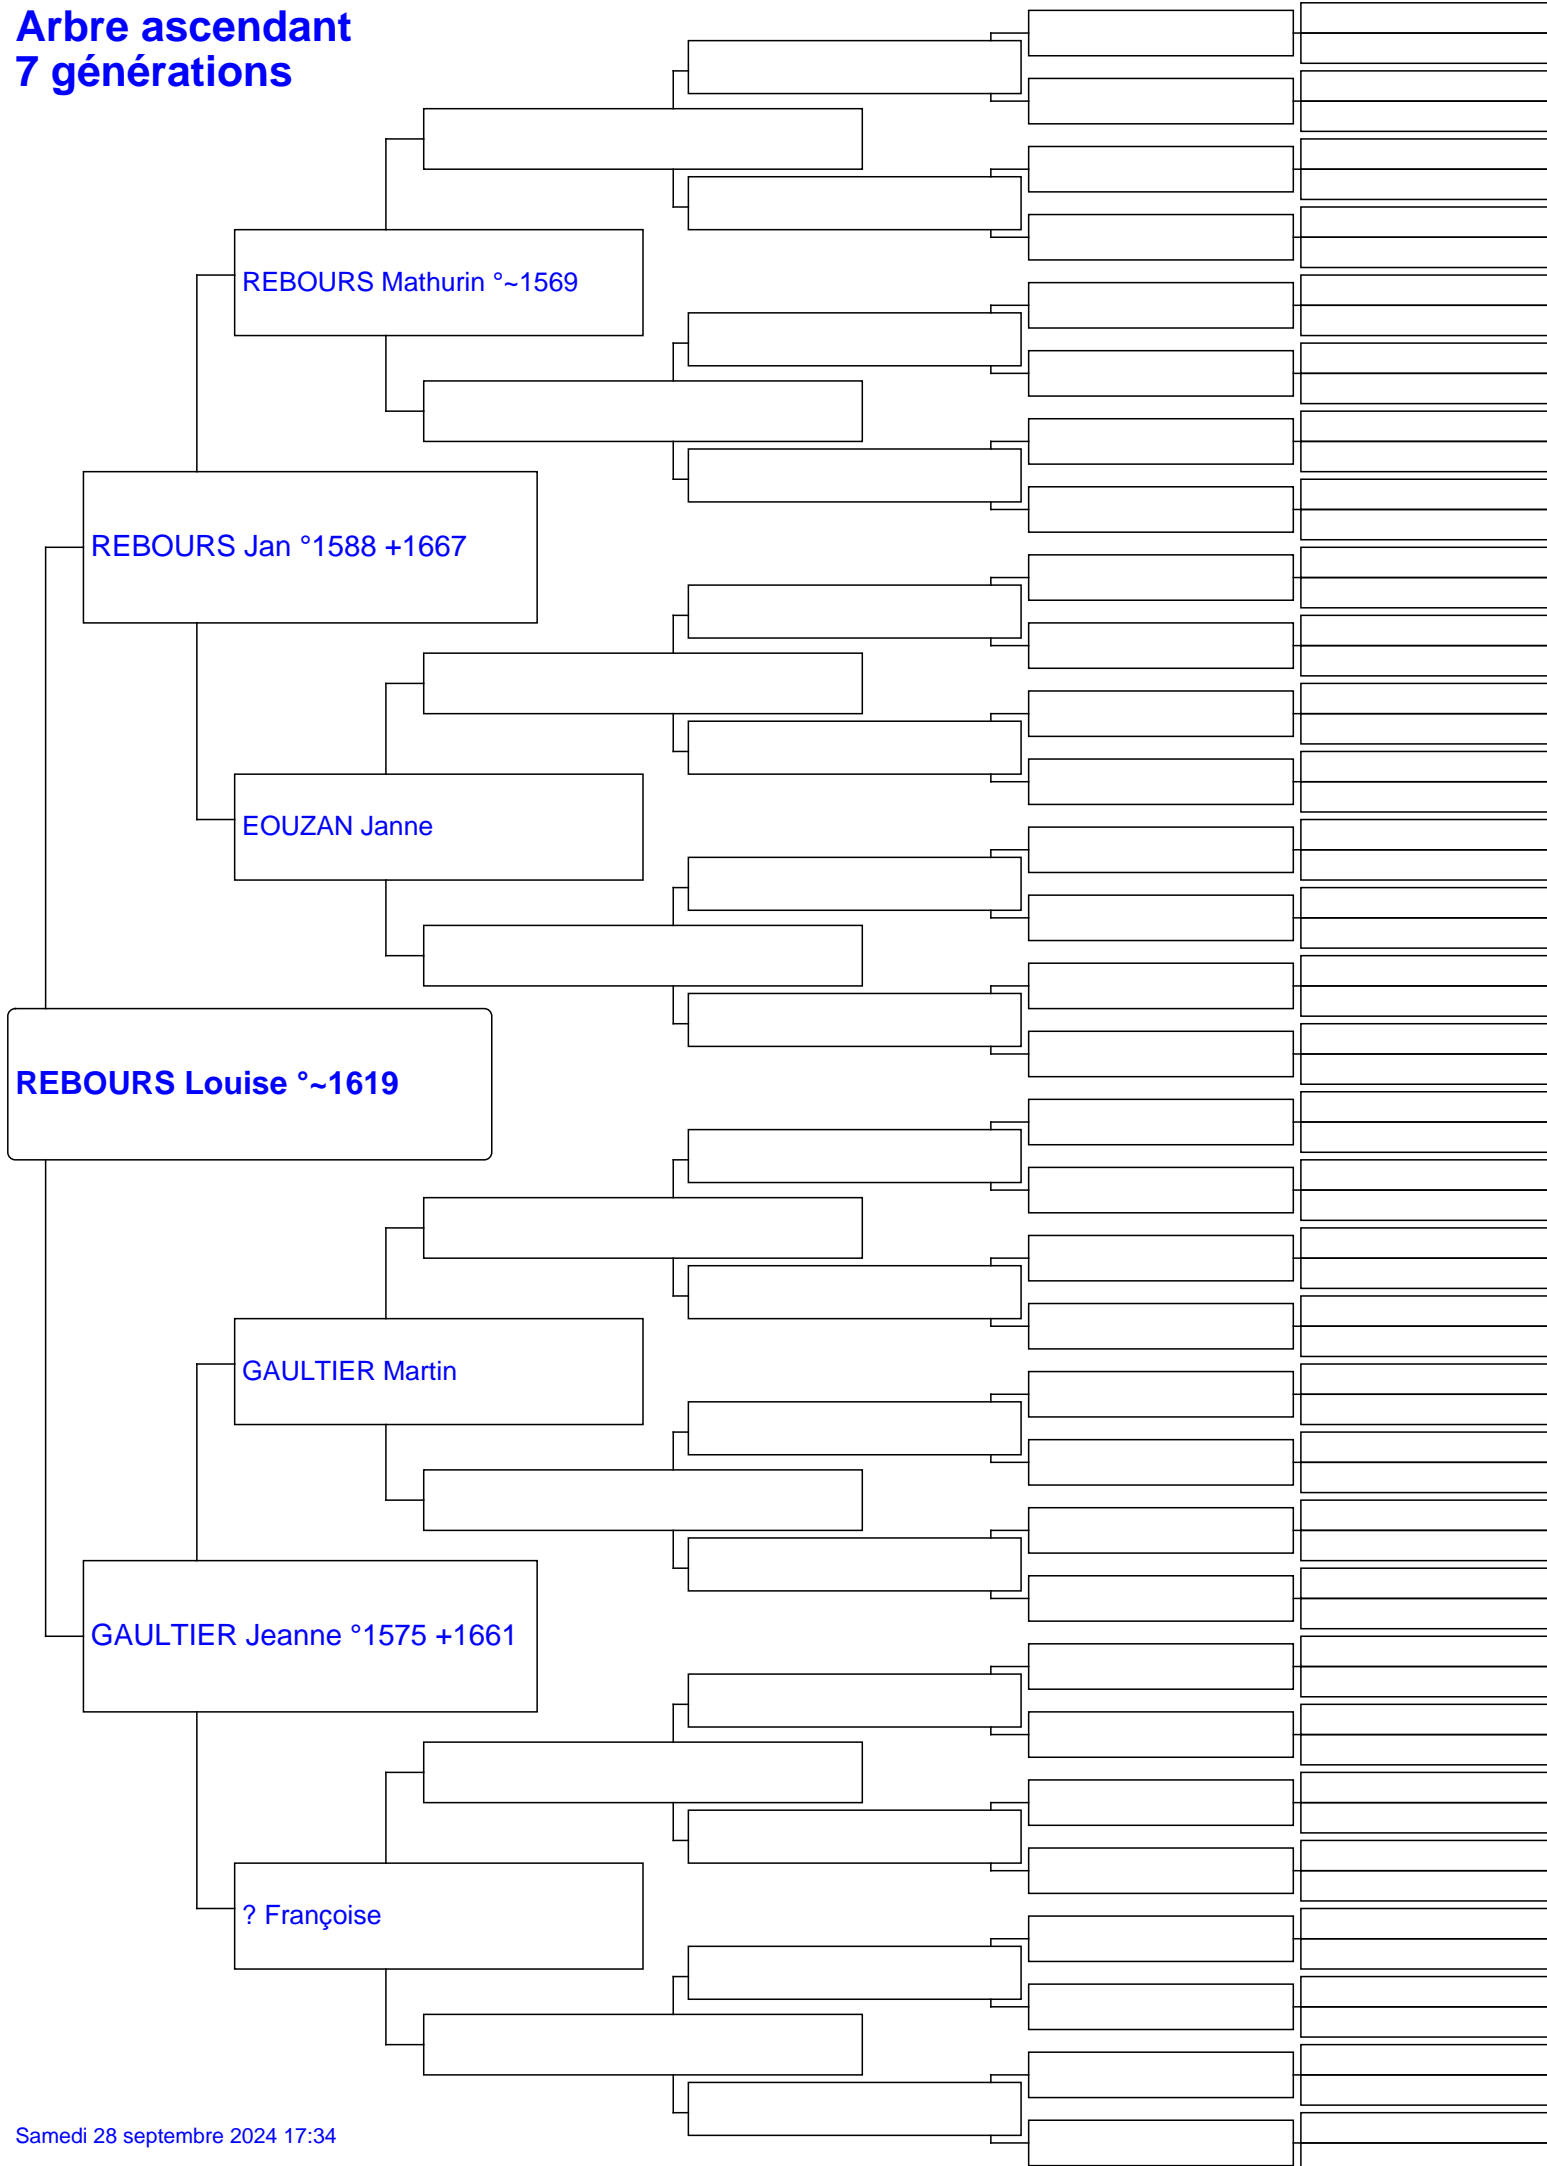 Arbre ascendant
7 générations
REBOURS Mathurin °~1569
REBOURS Jan °1588 +1667
EOUZAN Janne
REBOURS Louise °~1619
GAULTIER Martin
GAULTIER Jeanne °1575 +1661
? Françoise
Samedi 28 septembre 2024 17:34